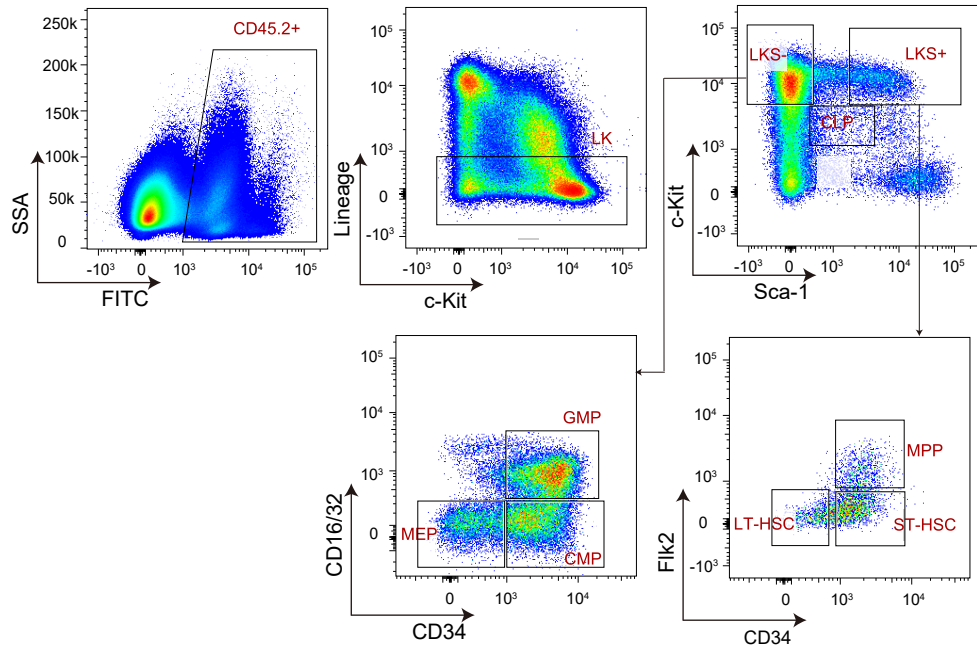 250k
200k
150k
100k
50k
0
SSA
CD45.2+
-10³ 0 10³ 10⁴ 10⁵
FITC
10⁵
10⁴
10³
0
-10³
Lineage
LK
-10³ 0 10³ 10⁴ 10⁵
c-Kit
10⁵
10⁴
10³
0
-10³
c-Kit
LKS-
LKS+
CLP
-10³ 0 10³ 10⁴ 10⁵
Sca-1
10⁵
10⁴
10³
0
CD16/32
GMP
MEP
CMP
0 10³ 10⁴
CD34
10⁵
10⁴
10³
0
-10³
Flk2
MPP
LT-HSC
ST-HSC
0 10³ 10⁴
CD34